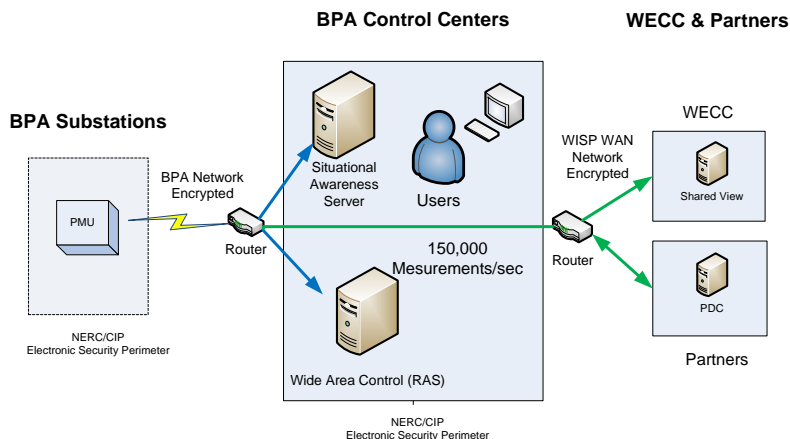 BPA Control Centers
WECC & Partners
BPA Substations
PMU
NERC/CIP
Electronic Security Perimeter
BPA Network
Encrypted
Router
Situational
Awareness
Server
Users
150,000
Mesurements/sec
Wide Area Control (RAS)
NERC/CIP
Electronic Security Perimeter
WISP WAN
Network
Encrypted
Router
WECC
Shared View
PDC
Partners